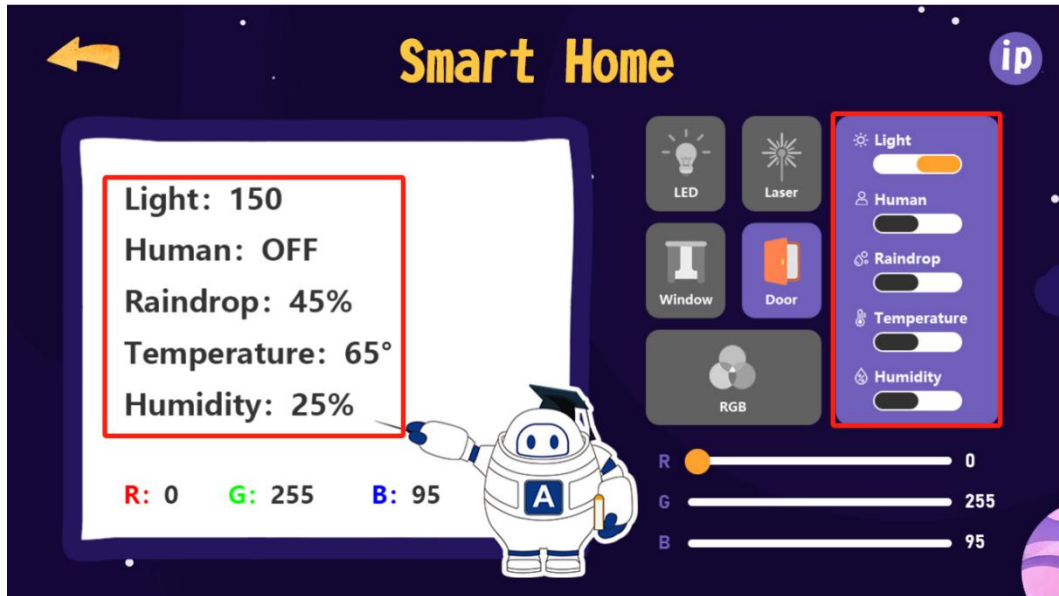 Smart Home
ip
Light: 150
Human: OFF
Raindrop: 45%
Temperature: 65°
Humidity: 25%
R: 0 G: 255 B: 95
A
LED
Laser
Window
Door
RGB
Light
Human
Raindrop
Temperature
Humidity
R 0
G 255
B 95